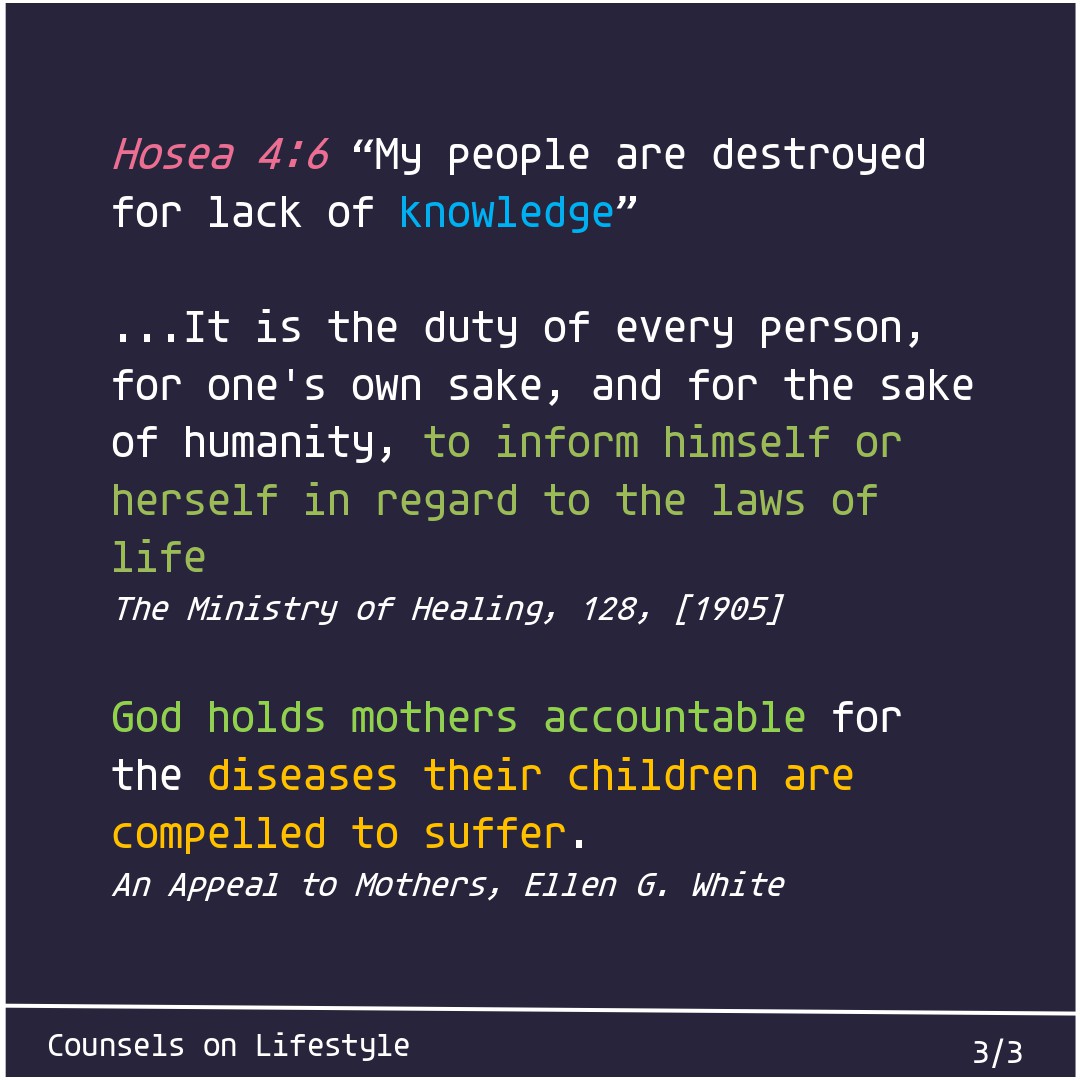 Hosea 4:6 “My people are destroyed
for lack of knowledge”
...It is the duty of every person,
for one's own sake, and for the sake
of humanity, to inform himself or
herself in regard to the laws of
life
The Ministry of Healing, 128, [1905]
God holds mothers accountable for
the diseases their children are
compelled to suffer.
An Appeal to Mothers, Ellen G. White
Counsels on Lifestyle
3/3